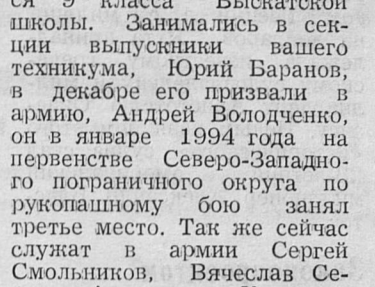 ся 9 класса Выскатской
школы. Занимались в сек-
ции выпускники вашего
техникума, Юрий Баранов,
в декабре его призвали в
армию, Андрей Володченко,
он в январе 1994 года на
первенстве Северо-Западно-
го пограничного округа по
рукопашному бою занял
третье место. Так же сейчас
служат в армии Сергей
Смольников, Вячеслав Се-